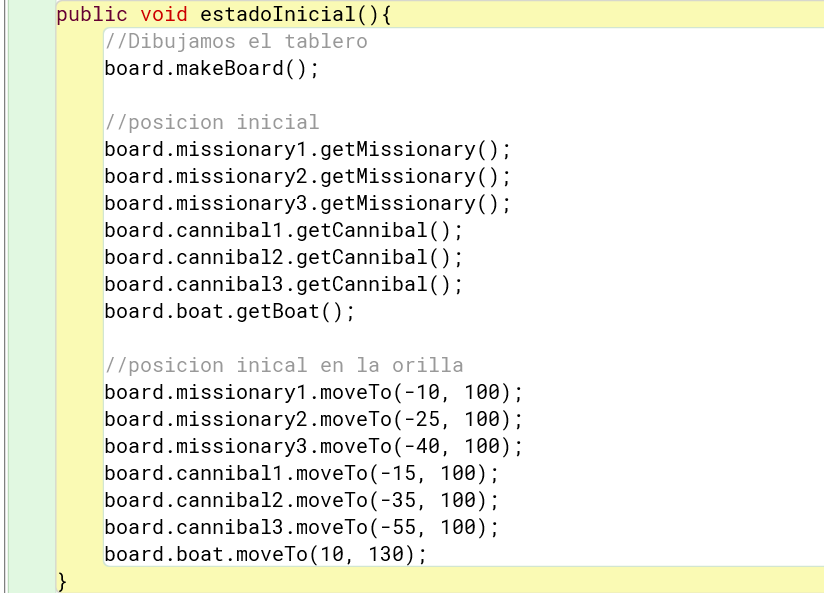 public void estadoInicial(){
//Dibujamos el tablero
board.makeBoard();
//posicion inicial
board.missionary1.getMissionary();
board.missionary2.getMissionary();
board.missionary3.getMissionary();
board.cannibal1.getCannibal();
board.cannibal2.getCannibal();
board.cannibal3.getCannibal();
board.boat.getBoat();
//posicion inical en la orilla
board.missionary1.moveTo(-10, 100);
board.missionary2.moveTo(-25, 100);
board.missionary3.moveTo(-40, 100);
board.cannibal1.moveTo(-15, 100);
board.cannibal2.moveTo(-35, 100);
board.cannibal3.moveTo(-55, 100);
board.boat.moveTo(10, 130);
}